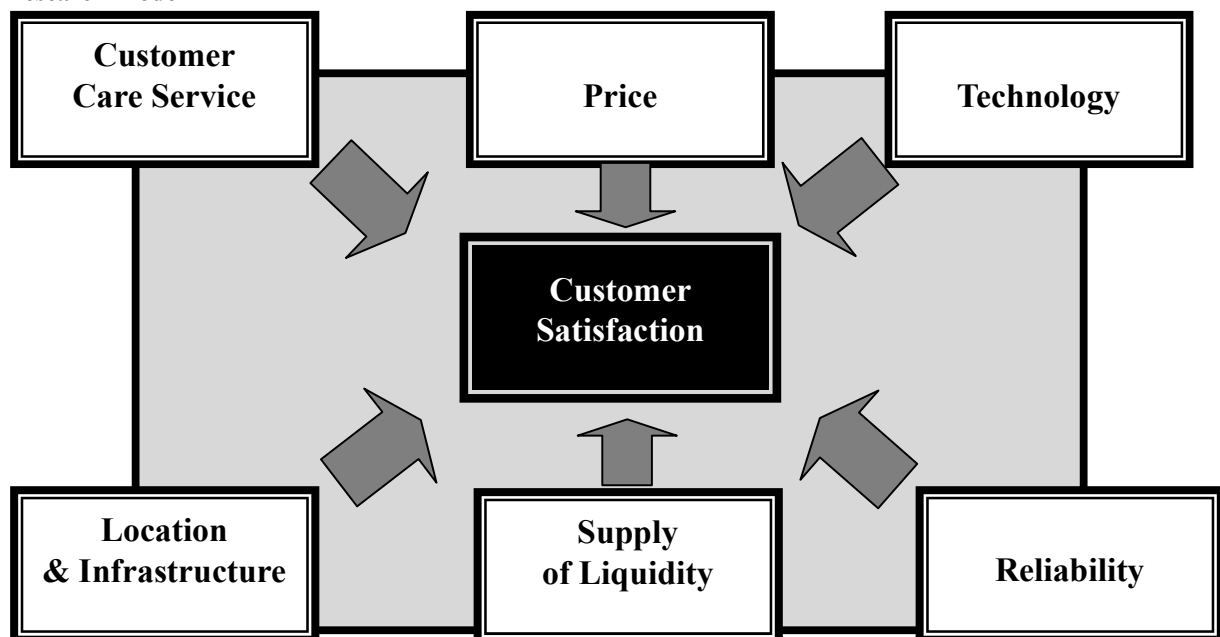 Customer
Care Service
Price
Technology
Customer
Satisfaction
Location
& Infrastructure
Supply
of Liquidity
Reliability